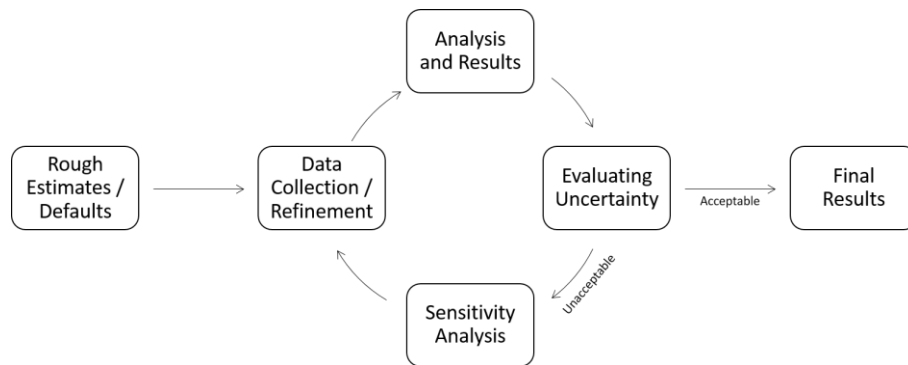 Analysis
and Results
Rough
Estimates /
Defaults
Data
Collection /
Refinement
Evaluating
Uncertainty
Acceptable
Final
Results
Unacceptable
Sensitivity
Analysis